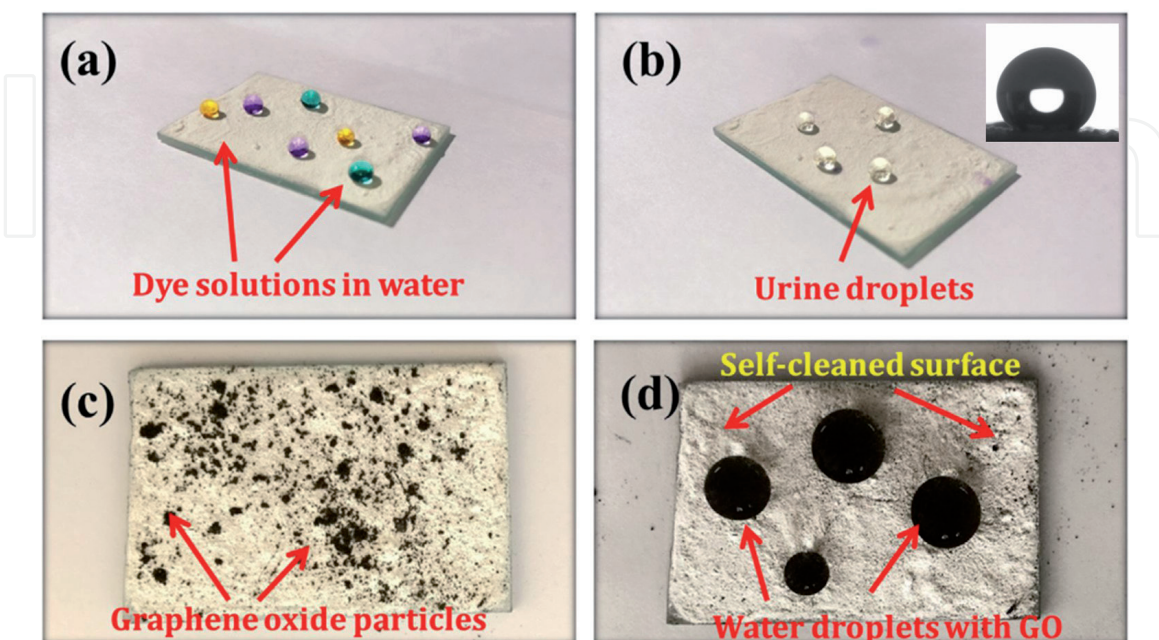 (a)
Dye solutions in water
(b)
Urine droplets
(c)
Graphene oxide particles
(d)
Self-cleaned surface
Water droplets with GO